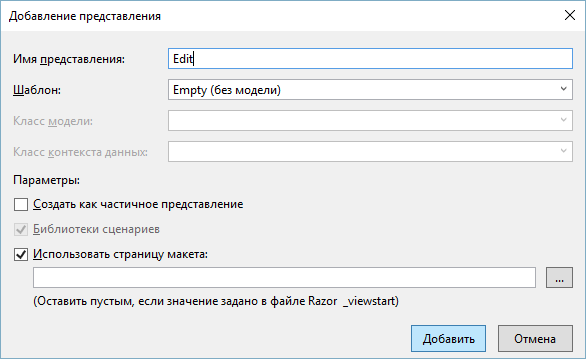 Добавление представления
Имя представления: Edit
Шаблон: Empty (без модели)
Класс модели:
Класс контекста данных:
Параметры:
Создать как частичное представление
Библиотеки сценариев
Использовать страницу макета:
...
(Оставить пустым, если значение задано в файле Razor _viewstart)
Добавить Отмена